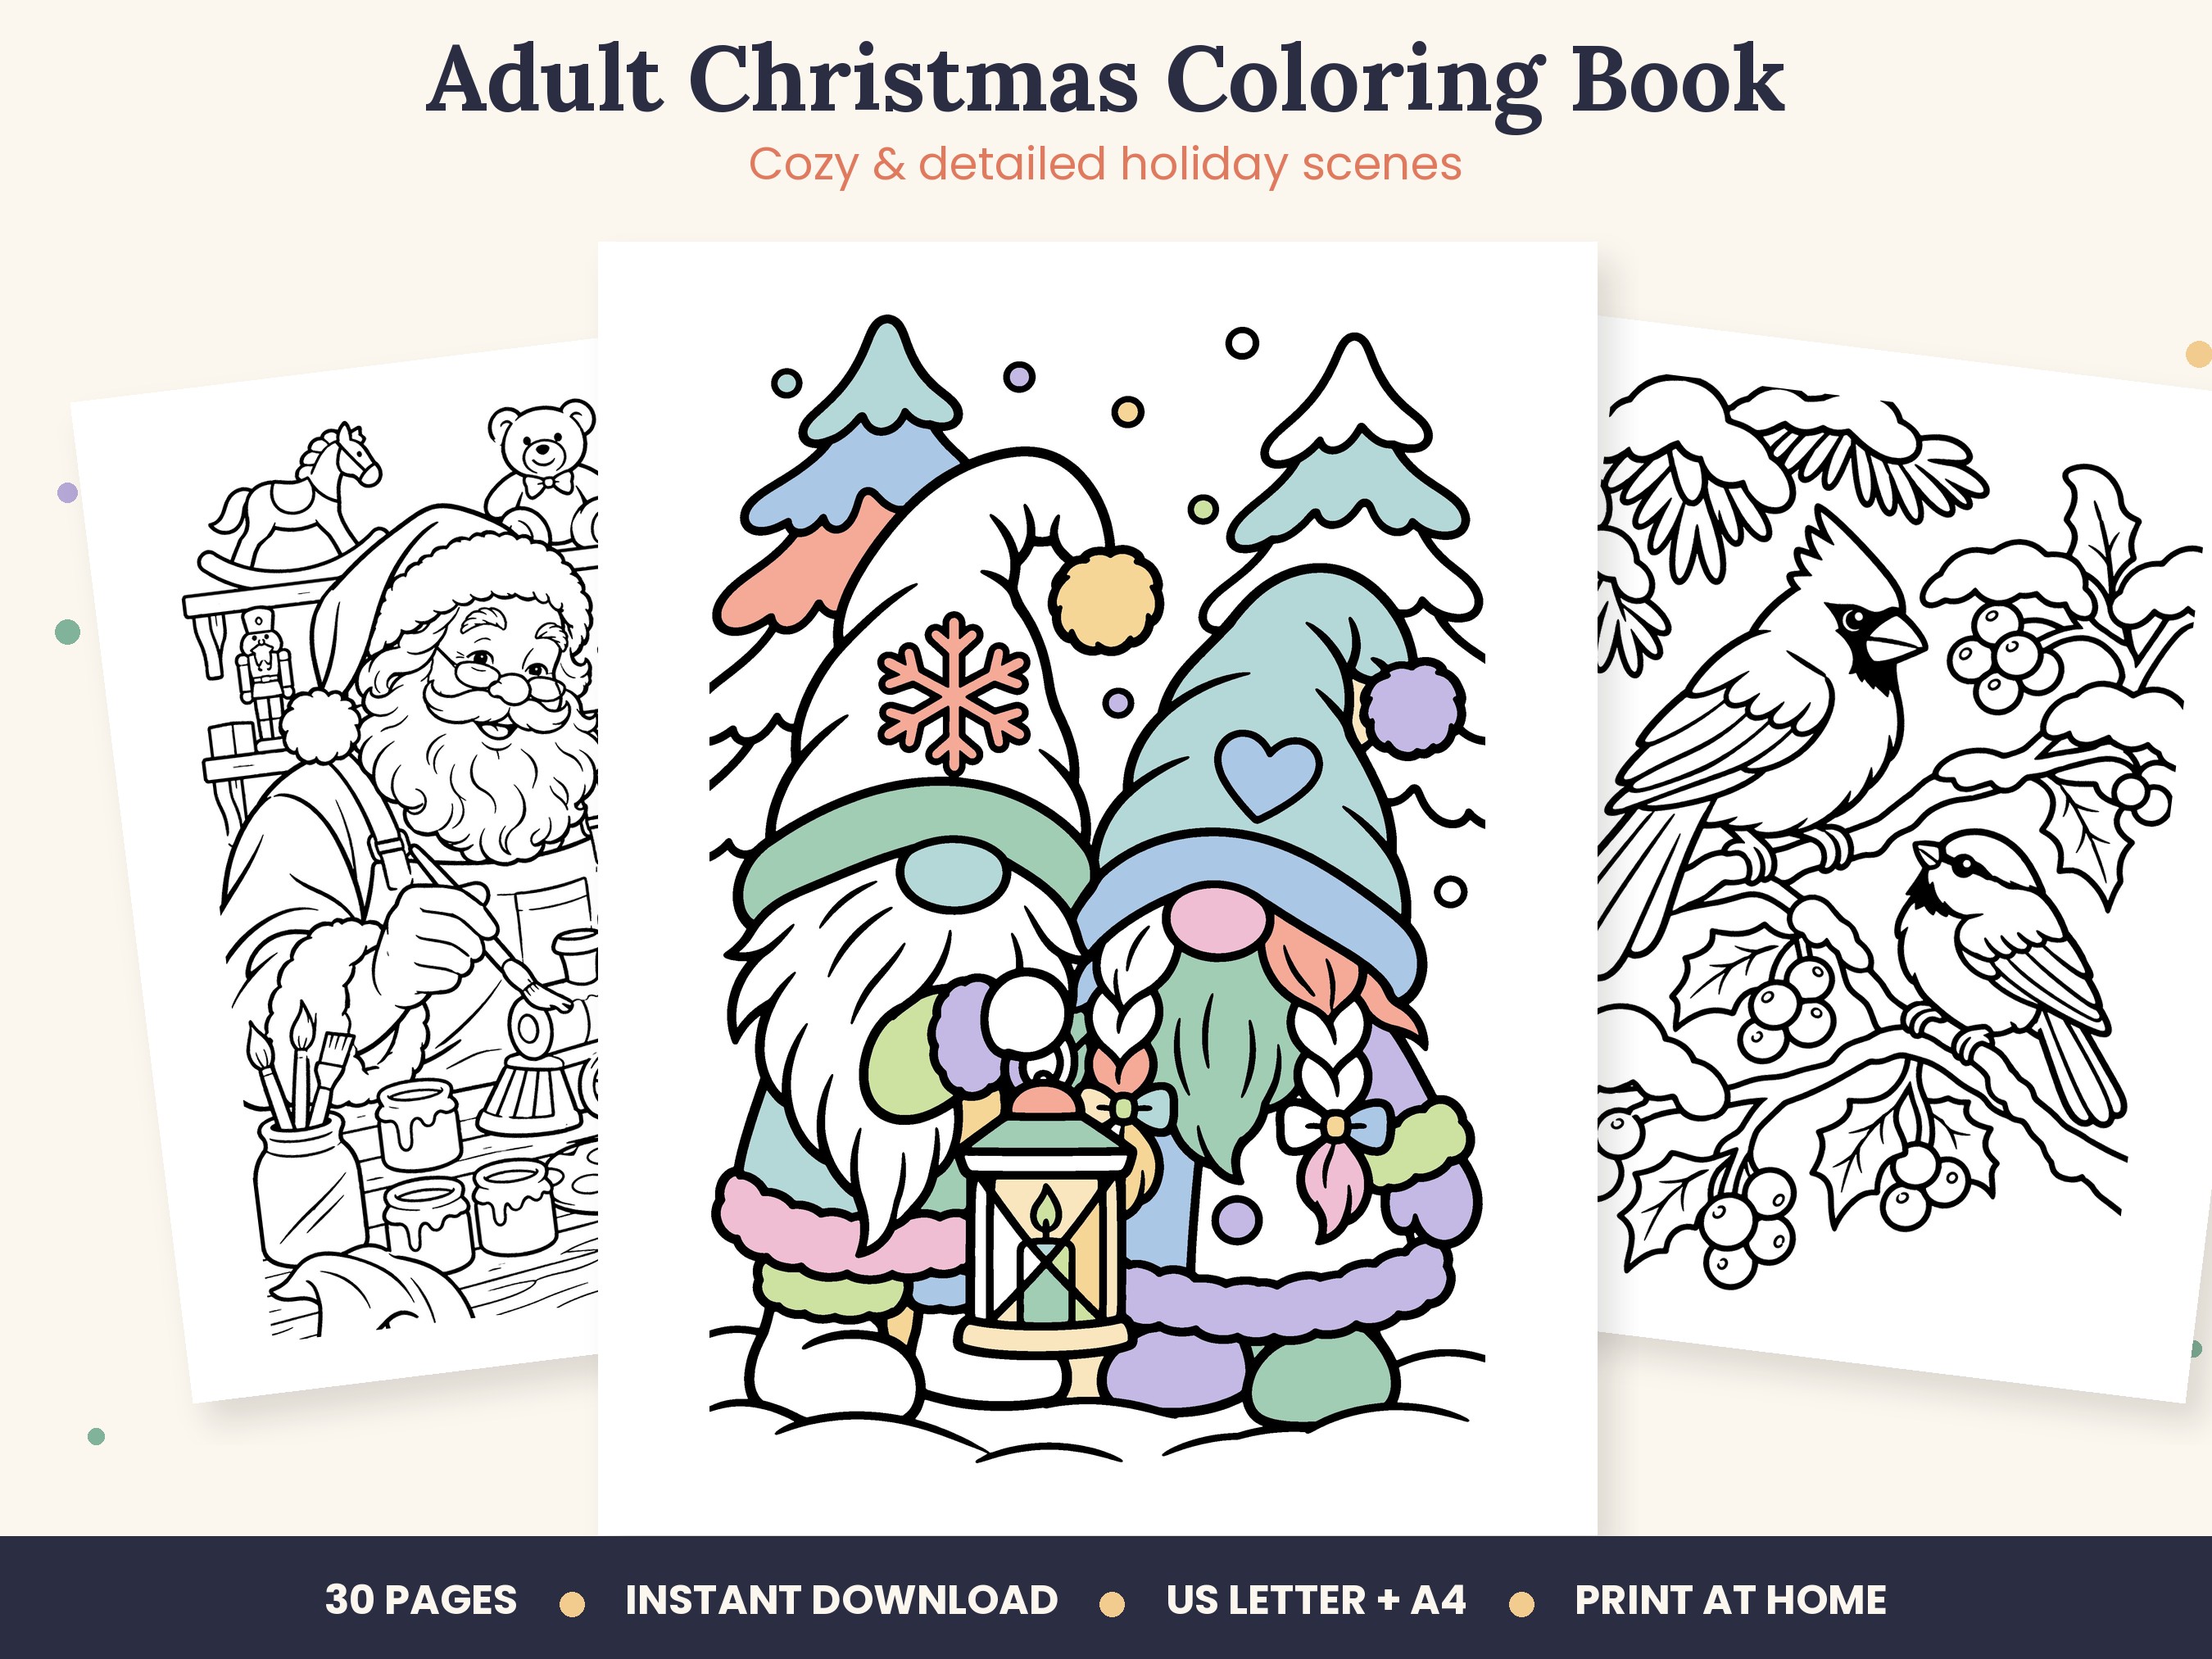 Adult Christmas Coloring Book
Cozy & detailed holiday scenes
30 PAGES ● INSTANT DOWNLOAD ● US LETTER + A4 ● PRINT AT HOME